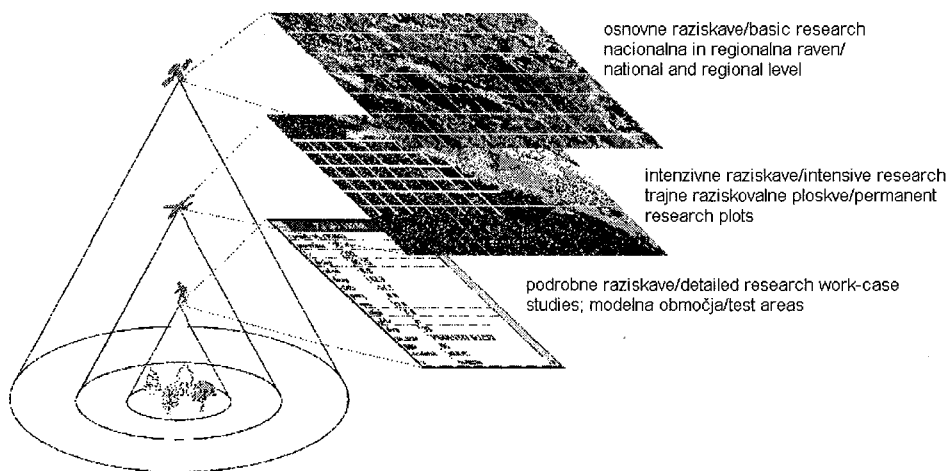 osnovne raziskave/basic research
nacionalna in regionalna raven/
national and regional level
intenzivne raziskave/intensive research
trajne raziskovalne ploskve/permanent
research plots
podrobne raziskave/detailed research work-case
studies; modelna območja/test areas